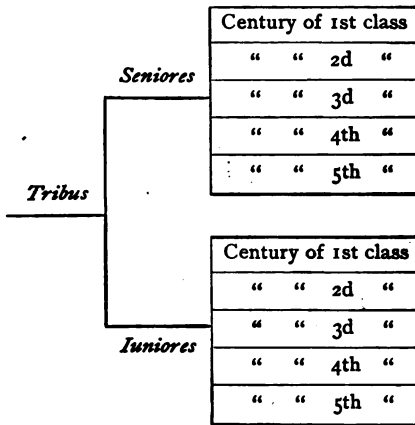 Century of 1st class
Seniores
“ “ 2d “
“ “ 3d “
“ “ 4th “
“ “ 5th “
Tribus
Century of 1st class
“ “ 2d “
“ “ 3d “
Iuniores
“ “ 4th “
“ “ 5th “